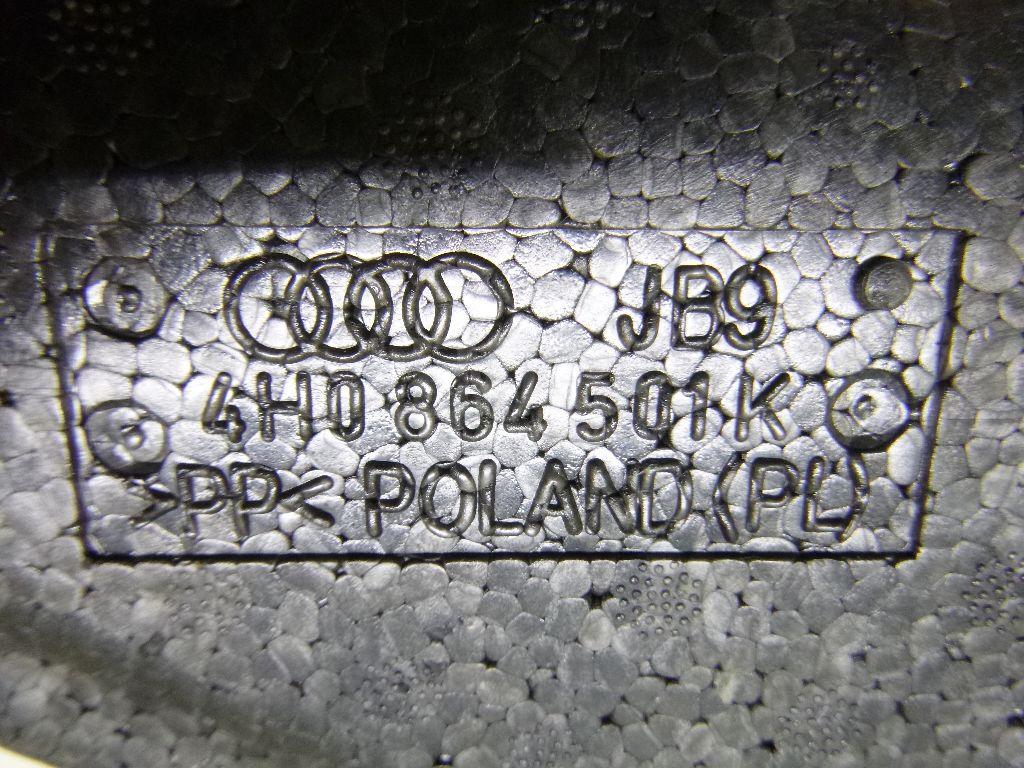 JB9
4H0 864 501K
>PP< POLAND (PL)